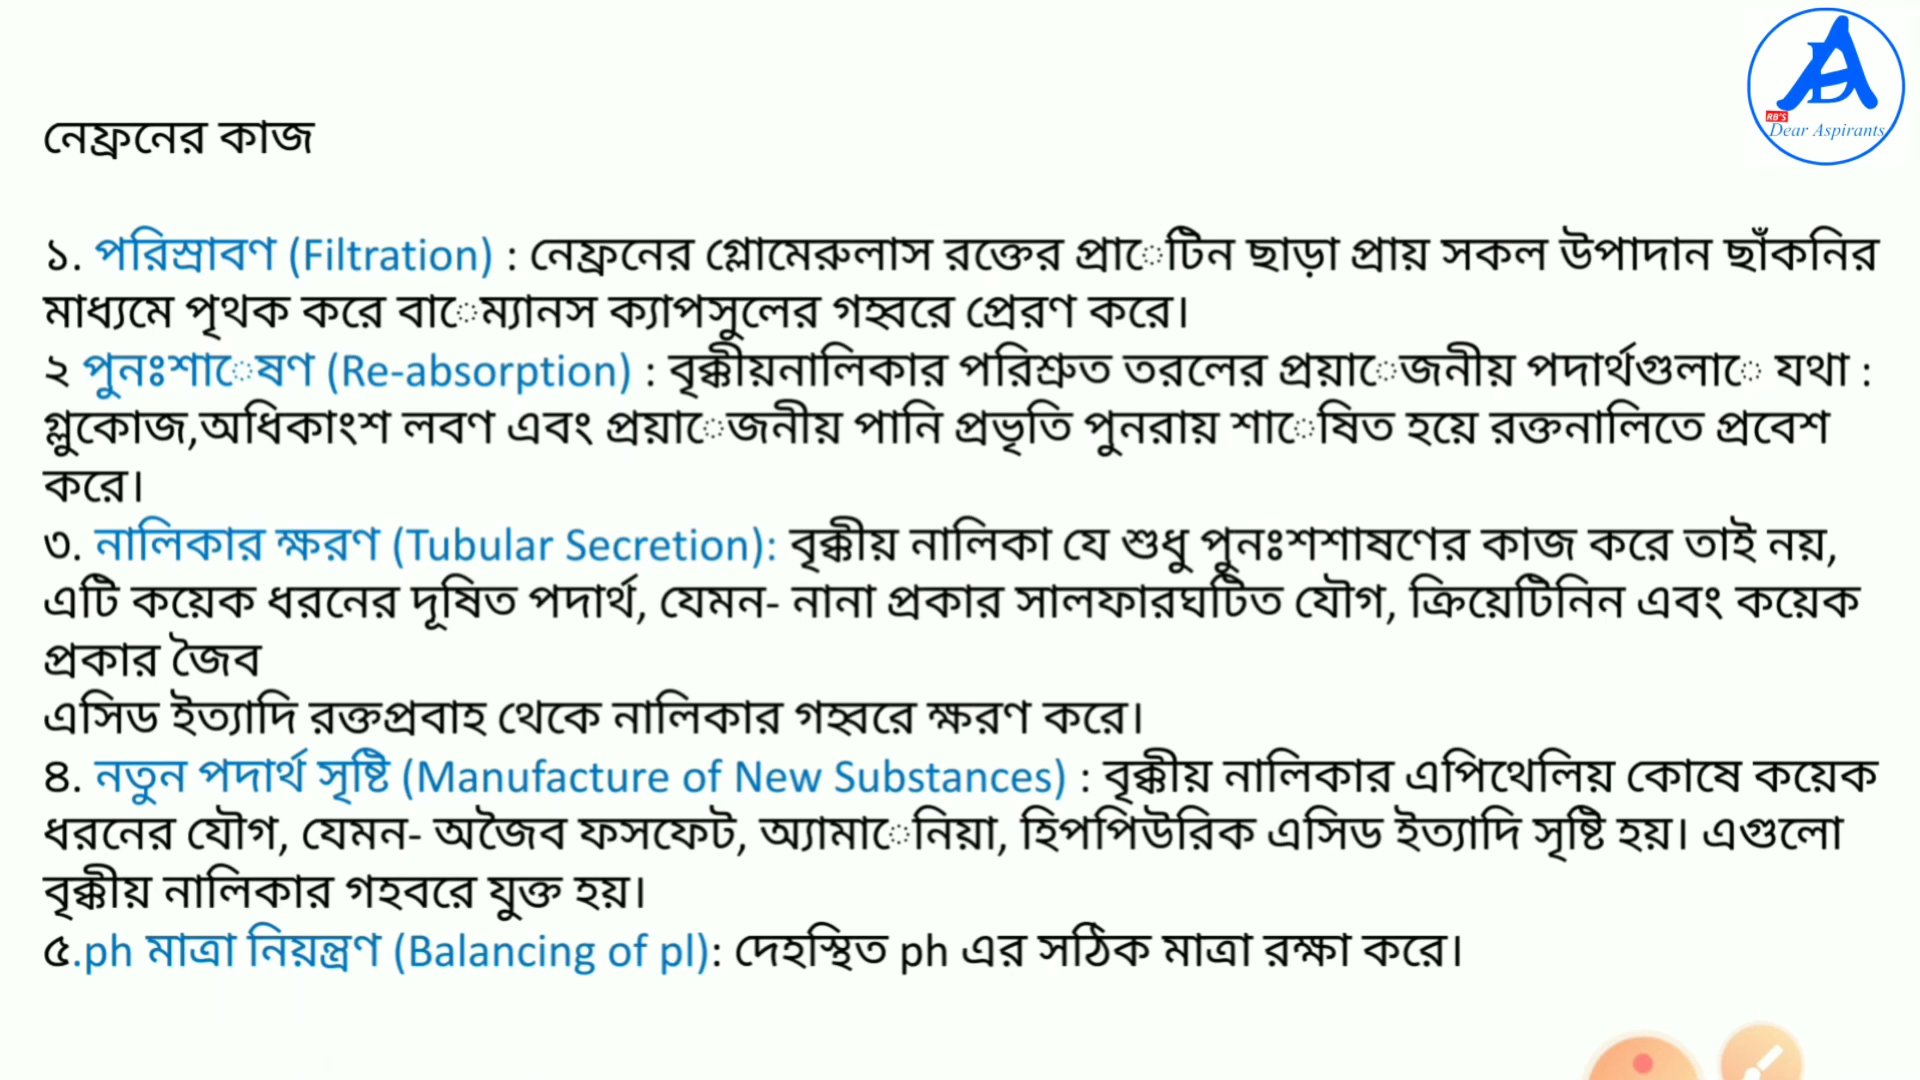 RB'S
Dear Aspirants
নেফ্রনের কাজ
১. পরিস্রাবণ (Filtration) : নেফ্রনের গ্লোমেরুলাস রক্তের প্রােটিন ছাড়া প্রায় সকল উপাদান ছাঁকনির
মাধ্যমে পৃথক করে বােম্যানস ক্যাপসুলের গহ্বরে প্রেরণ করে।
২ পুনঃশােষণ (Re-absorption) : বৃক্কীয়নালিকার পরিশ্রুত তরলের প্রয়ােজনীয় পদার্থগুলাে যথা :
গ্লুকোজ,অধিকাংশ লবণ এবং প্রয়ােজনীয় পানি প্রভৃতি পুনরায় শােষিত হয়ে রক্তনালিতে প্রবেশ
করে।
৩. নালিকার ক্ষরণ (Tubular Secretion): বৃক্কীয় নালিকা যে শুধু পুনঃশশাষণের কাজ করে তাই নয়,
এটি কয়েক ধরনের দূষিত পদার্থ, যেমন- নানা প্রকার সালফারঘটিত যৌগ, ক্রিয়েটিনিন এবং কয়েক
প্রকার জৈব
এসিড ইত্যাদি রক্তপ্রবাহ থেকে নালিকার গহ্বরে ক্ষরণ করে।
৪. নতুন পদার্থ সৃষ্টি (Manufacture of New Substances) : বৃক্কীয় নালিকার এপিথেলিয় কোষে কয়েক
ধরনের যৌগ, যেমন- অজৈব ফসফেট, অ্যামােনিয়া, হিপপিউরিক এসিড ইত্যাদি সৃষ্টি হয়। এগুলো
বৃক্কীয় নালিকার গহবরে যুক্ত হয়।
৫.ph মাত্রা নিয়ন্ত্রণ (Balancing of pl): দেহস্থিত ph এর সঠিক মাত্রা রক্ষা করে।